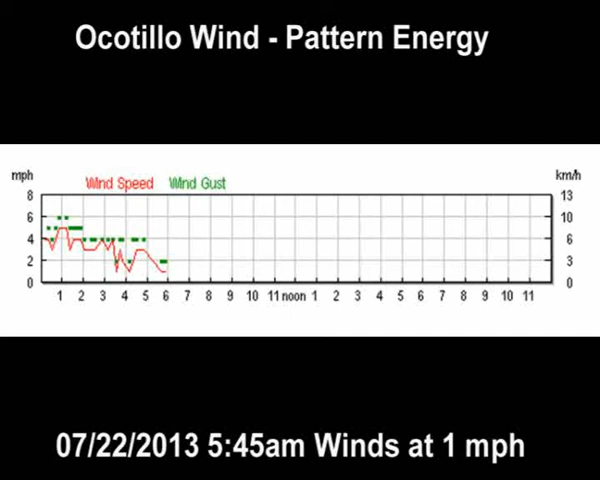 Ocotillo Wind - Pattern Energy
mph Wind Speed Wind Gust km/h
8 13
6 10
4 6
2 3
0 0
1 2 3 4 5 6 7 8 9 10 11 noon 1 2 3 4 5 6 7 8 9 10 11
07/22/2013 5:45am Winds at 1 mph